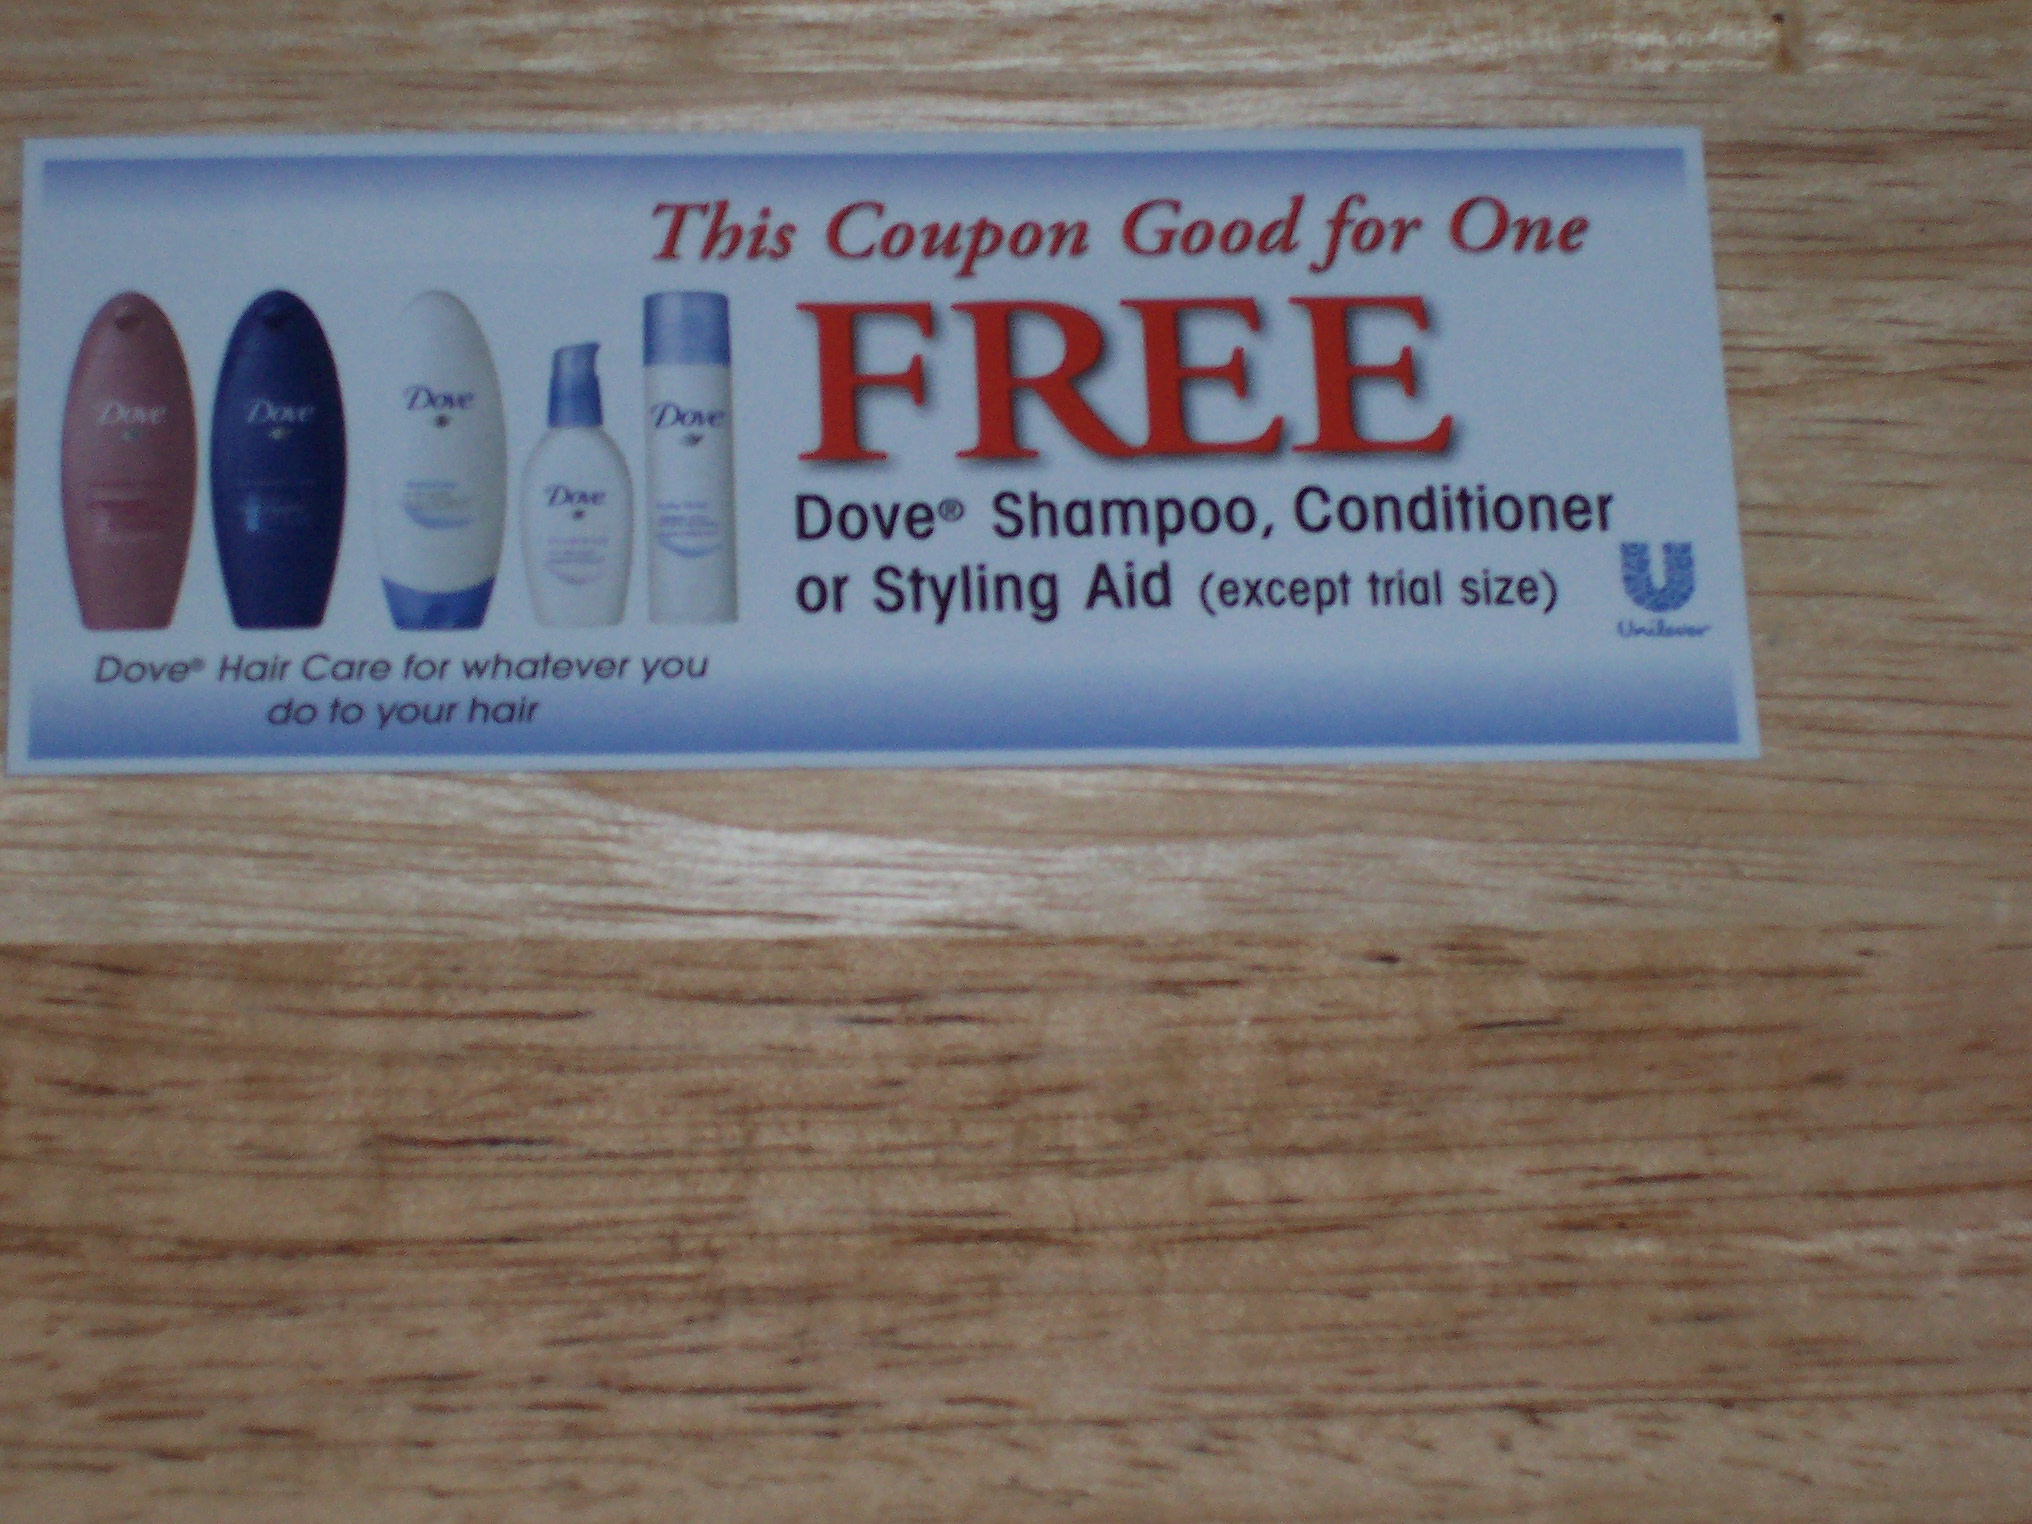 This Coupon Good for One
FREE
Dove® Shampoo, Conditioner
or Styling Aid (except trial size)
Unilever
Dove
Dove
Dove
Dove
Dove
Dove® Hair Care for whatever you
do to your hair